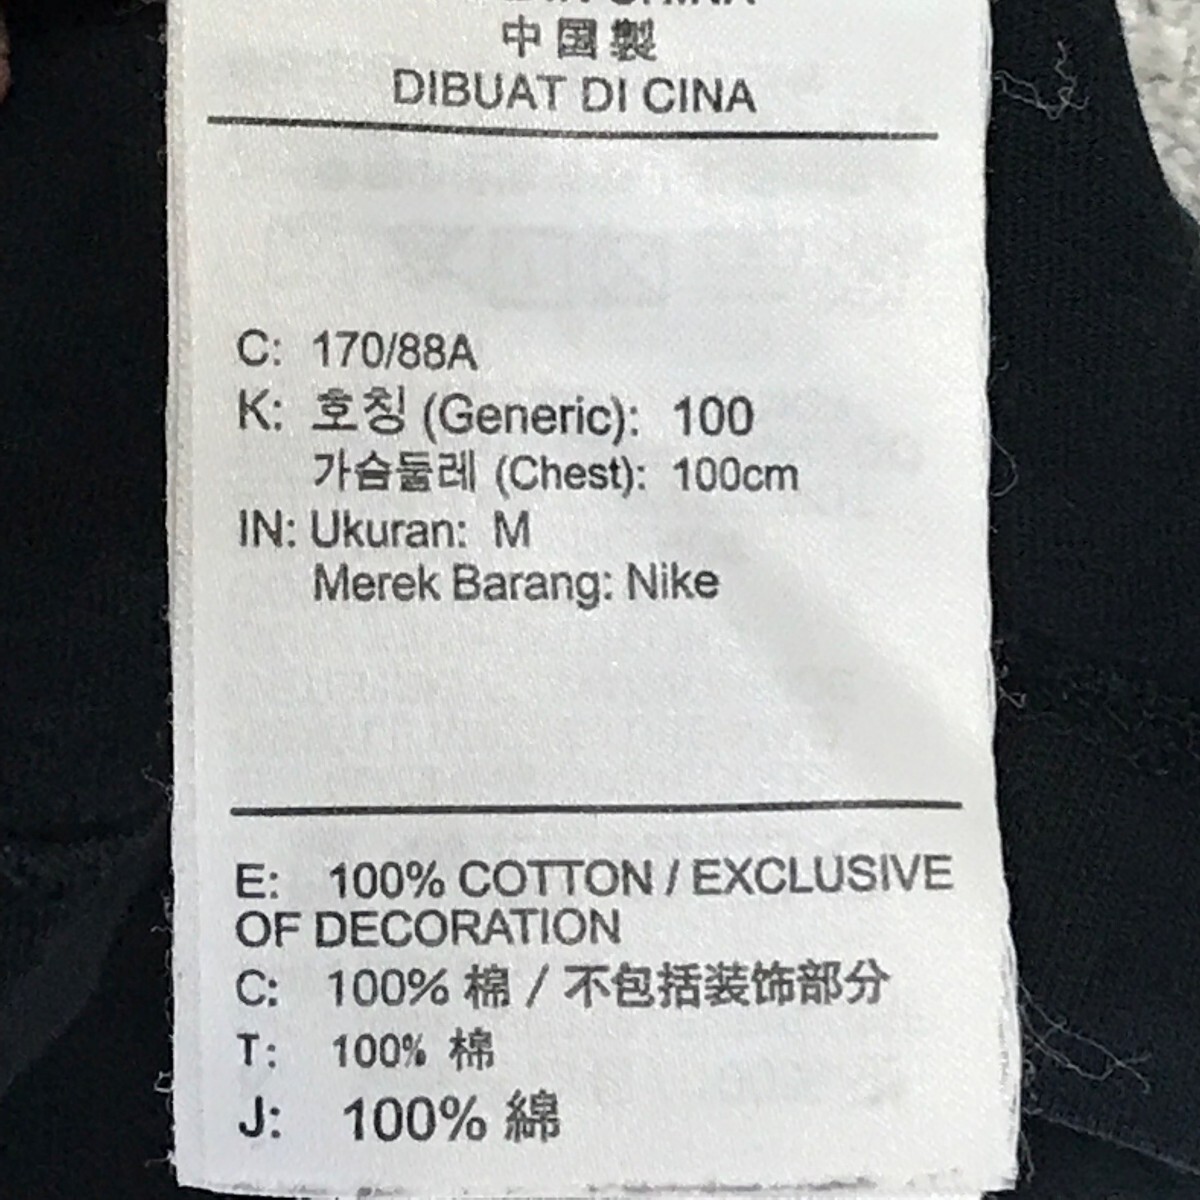 中国製
DIBUAT DI CINA
C: 170/88A
K: 호칭 (Generic): 100
가슴둘레 (Chest): 100cm
IN: Ukuran: M
Merek Barang: Nike
E: 100% COTTON / EXCLUSIVE
OF DECORATION
C: 100% 棉 / 不包括装饰部分
T: 100% 棉
J: 100% 綿